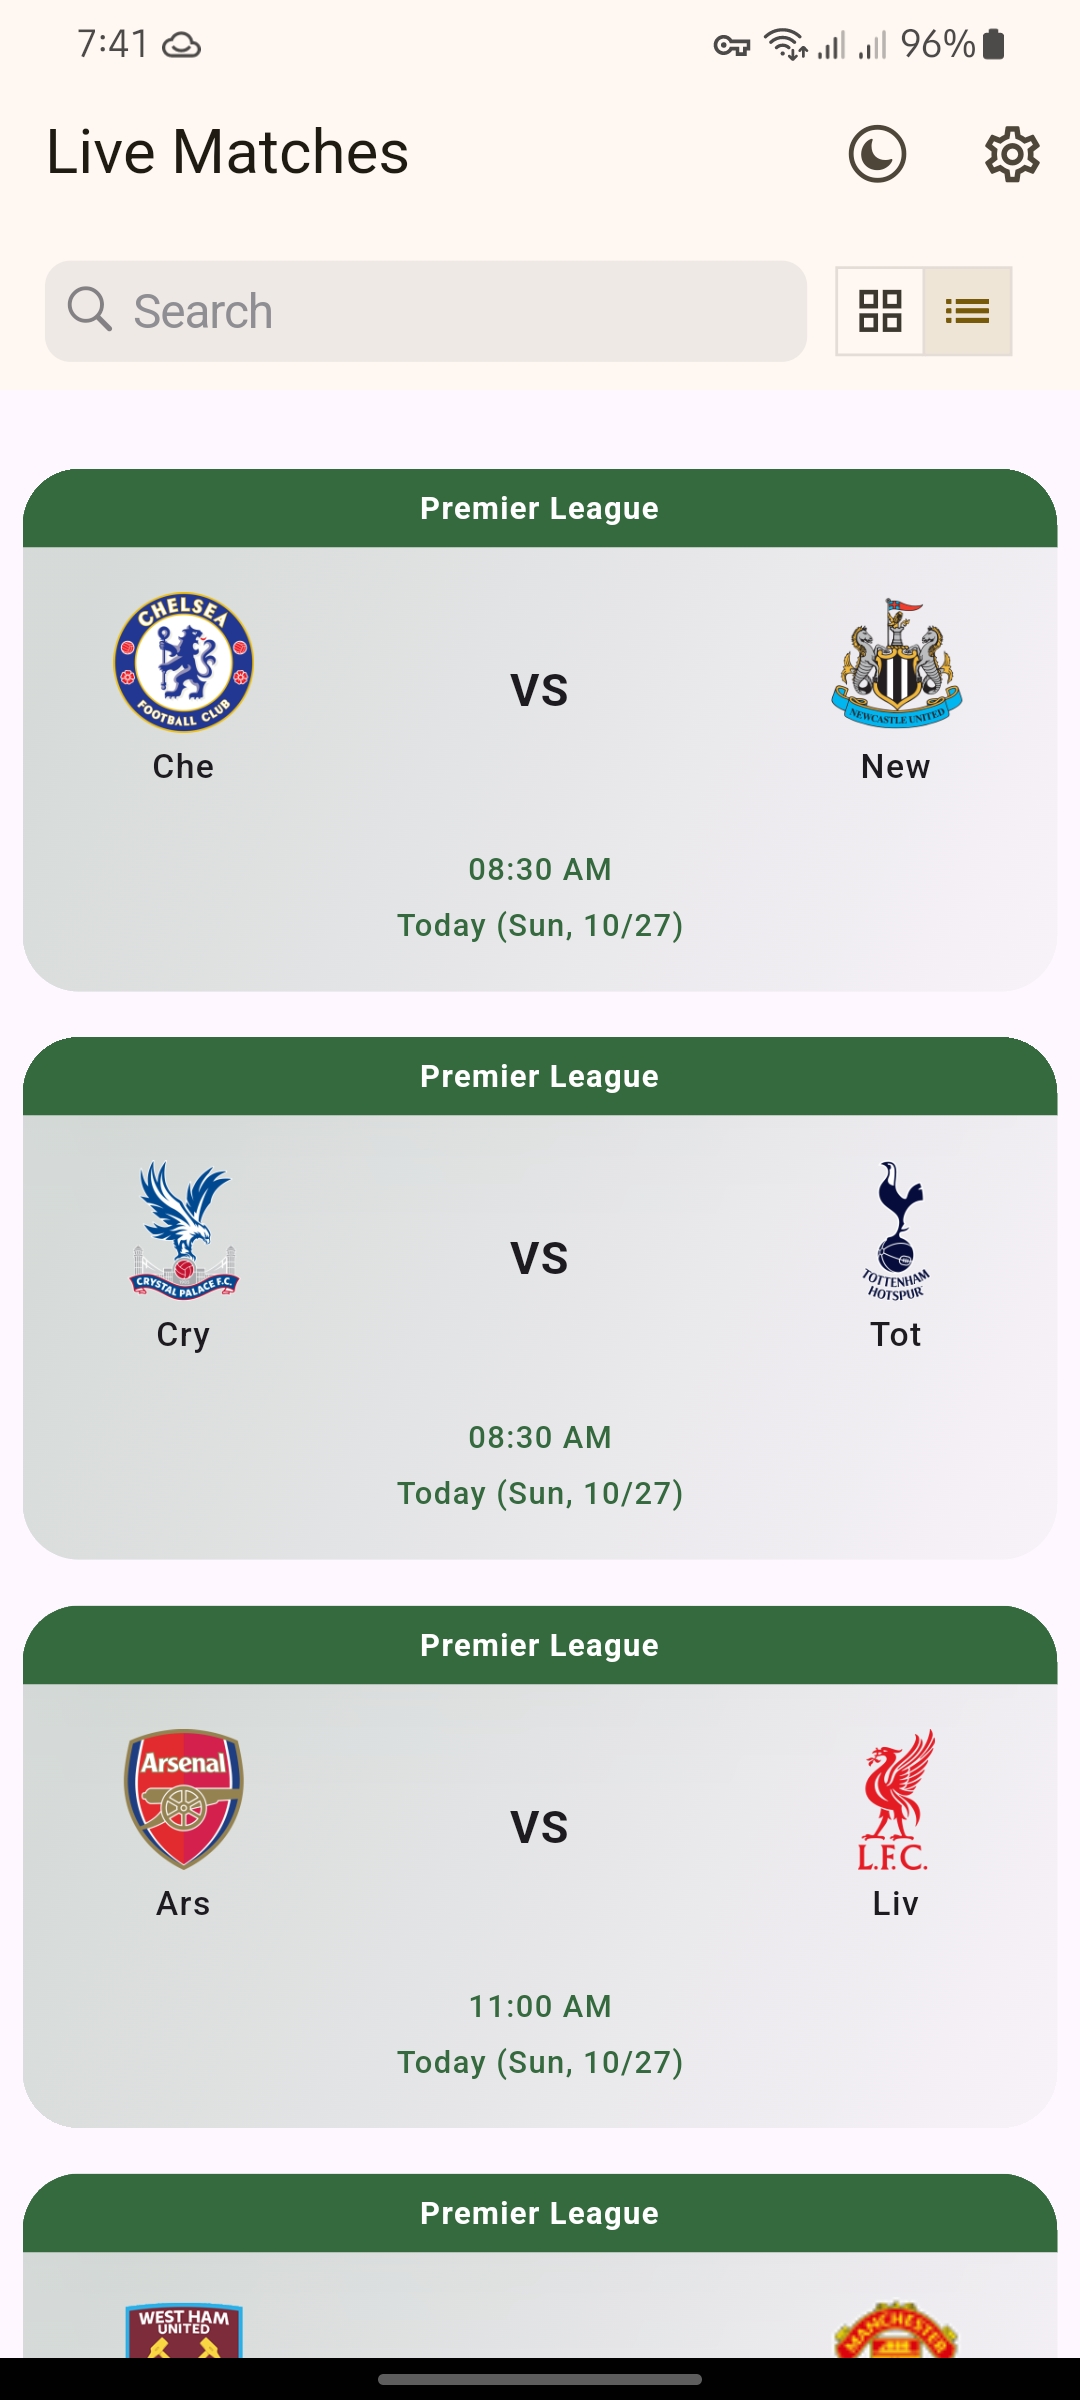 7:41 96%
Live Matches
Search
Premier League
CHELSEA
FOOTBALL CLUB
NEWCASTLE UNITED
VS
Che New
08:30 AM
Today (Sun, 10/27)
Premier League
CRYSTAL PALACE F.C.
TOTTENHAM
HOTSPUR
VS
Cry Tot
08:30 AM
Today (Sun, 10/27)
Premier League
Arsenal
L.F.C.
VS
Ars Liv
11:00 AM
Today (Sun, 10/27)
Premier League
WEST HAM
UNITED
MANCHESTER